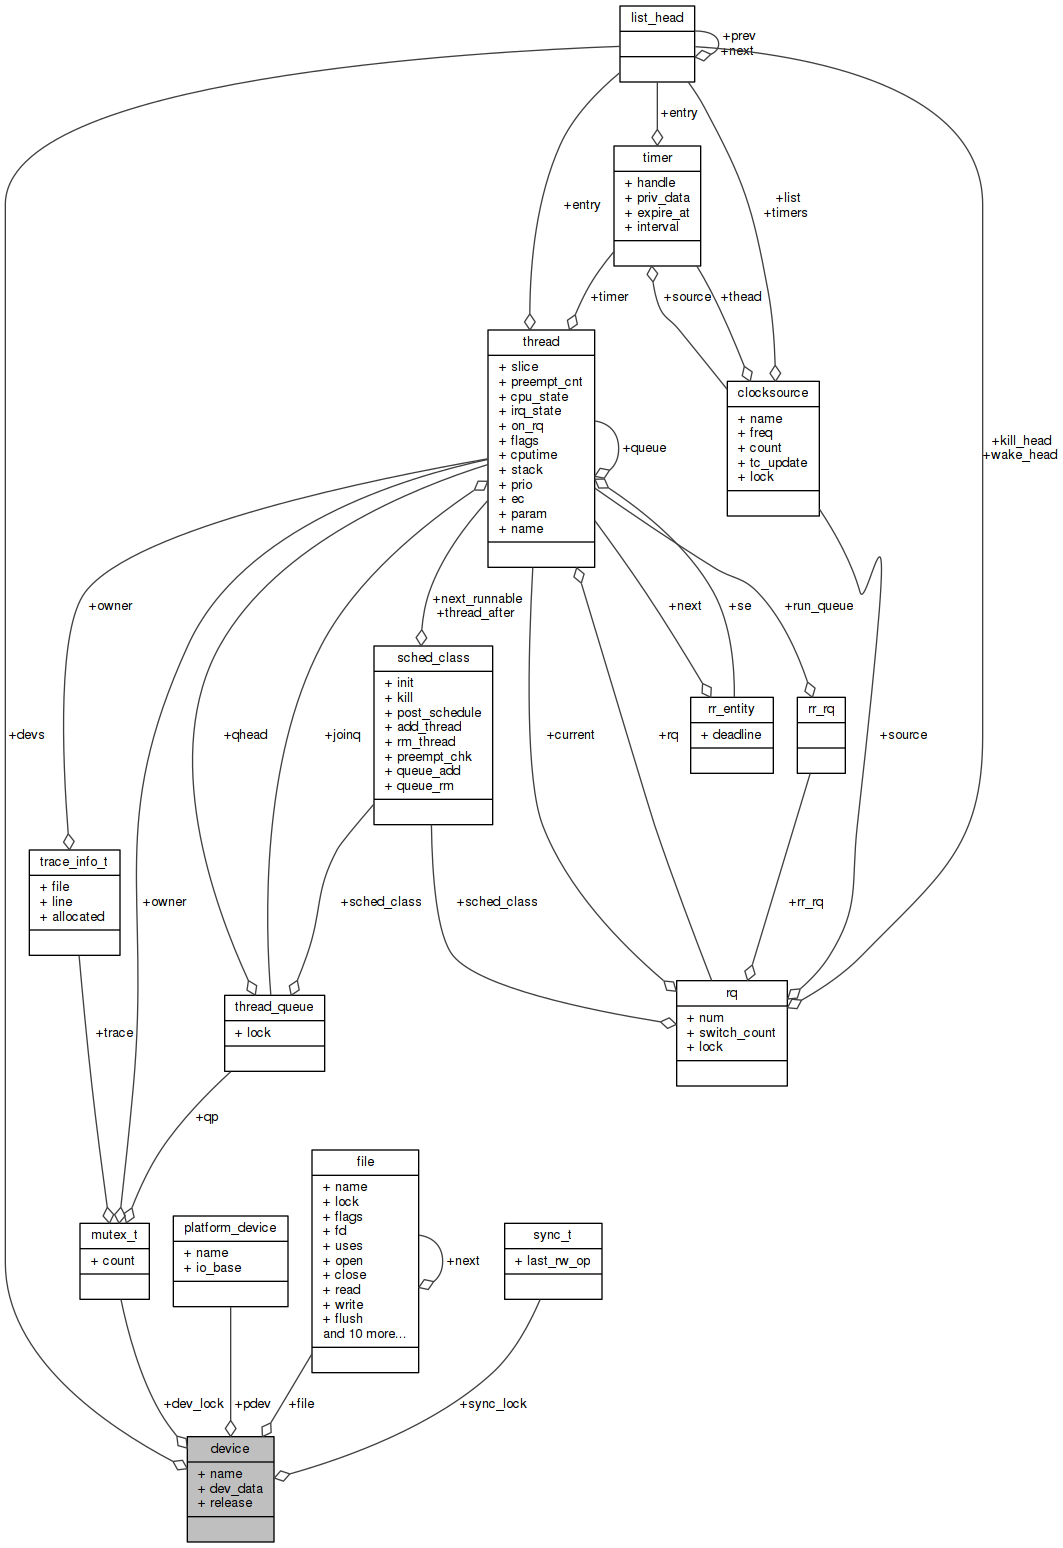 list_head
+prev
+next
+entry
timer
+ handle
+ priv_data
+ expire_at
+ interval
+list
+timers
+entry
+timer
+source
+thead
thread
+ slice
+ preempt_cnt
+ cpu_state
+ irq_state
+ on_rq
+ flags
+ cputime
+ stack
+ prio
+ ec
+ param
+ name
+queue
clocksource
+ name
+ freq
+ count
+ tc_update
+ lock
+kill_head
+wake_head
+owner
+next_runnable
+thread_after
+next
+se
+run_queue
sched_class
+ init
+ kill
+ post_schedule
+ add_thread
+ rm_thread
+ preempt_chk
+ queue_add
+ queue_rm
rr_entity
+ deadline
rr_rq
+devs
+qhead
+joinq
+current
+rq
+source
trace_info_t
+ file
+ line
+ allocated
+owner
+sched_class
+sched_class
+rr_rq
thread_queue
+ lock
rq
+ num
+ switch_count
+ lock
+trace
+qp
mutex_t
+ count
platform_device
+ name
+ io_base
file
+ name
+ lock
+ flags
+ fd
+ uses
+ open
+ close
+ read
+ write
+ flush
and 10 more...
+next
sync_t
+ last_rw_op
+dev_lock
+pdev
+file
+sync_lock
device
+ name
+ dev_data
+ release